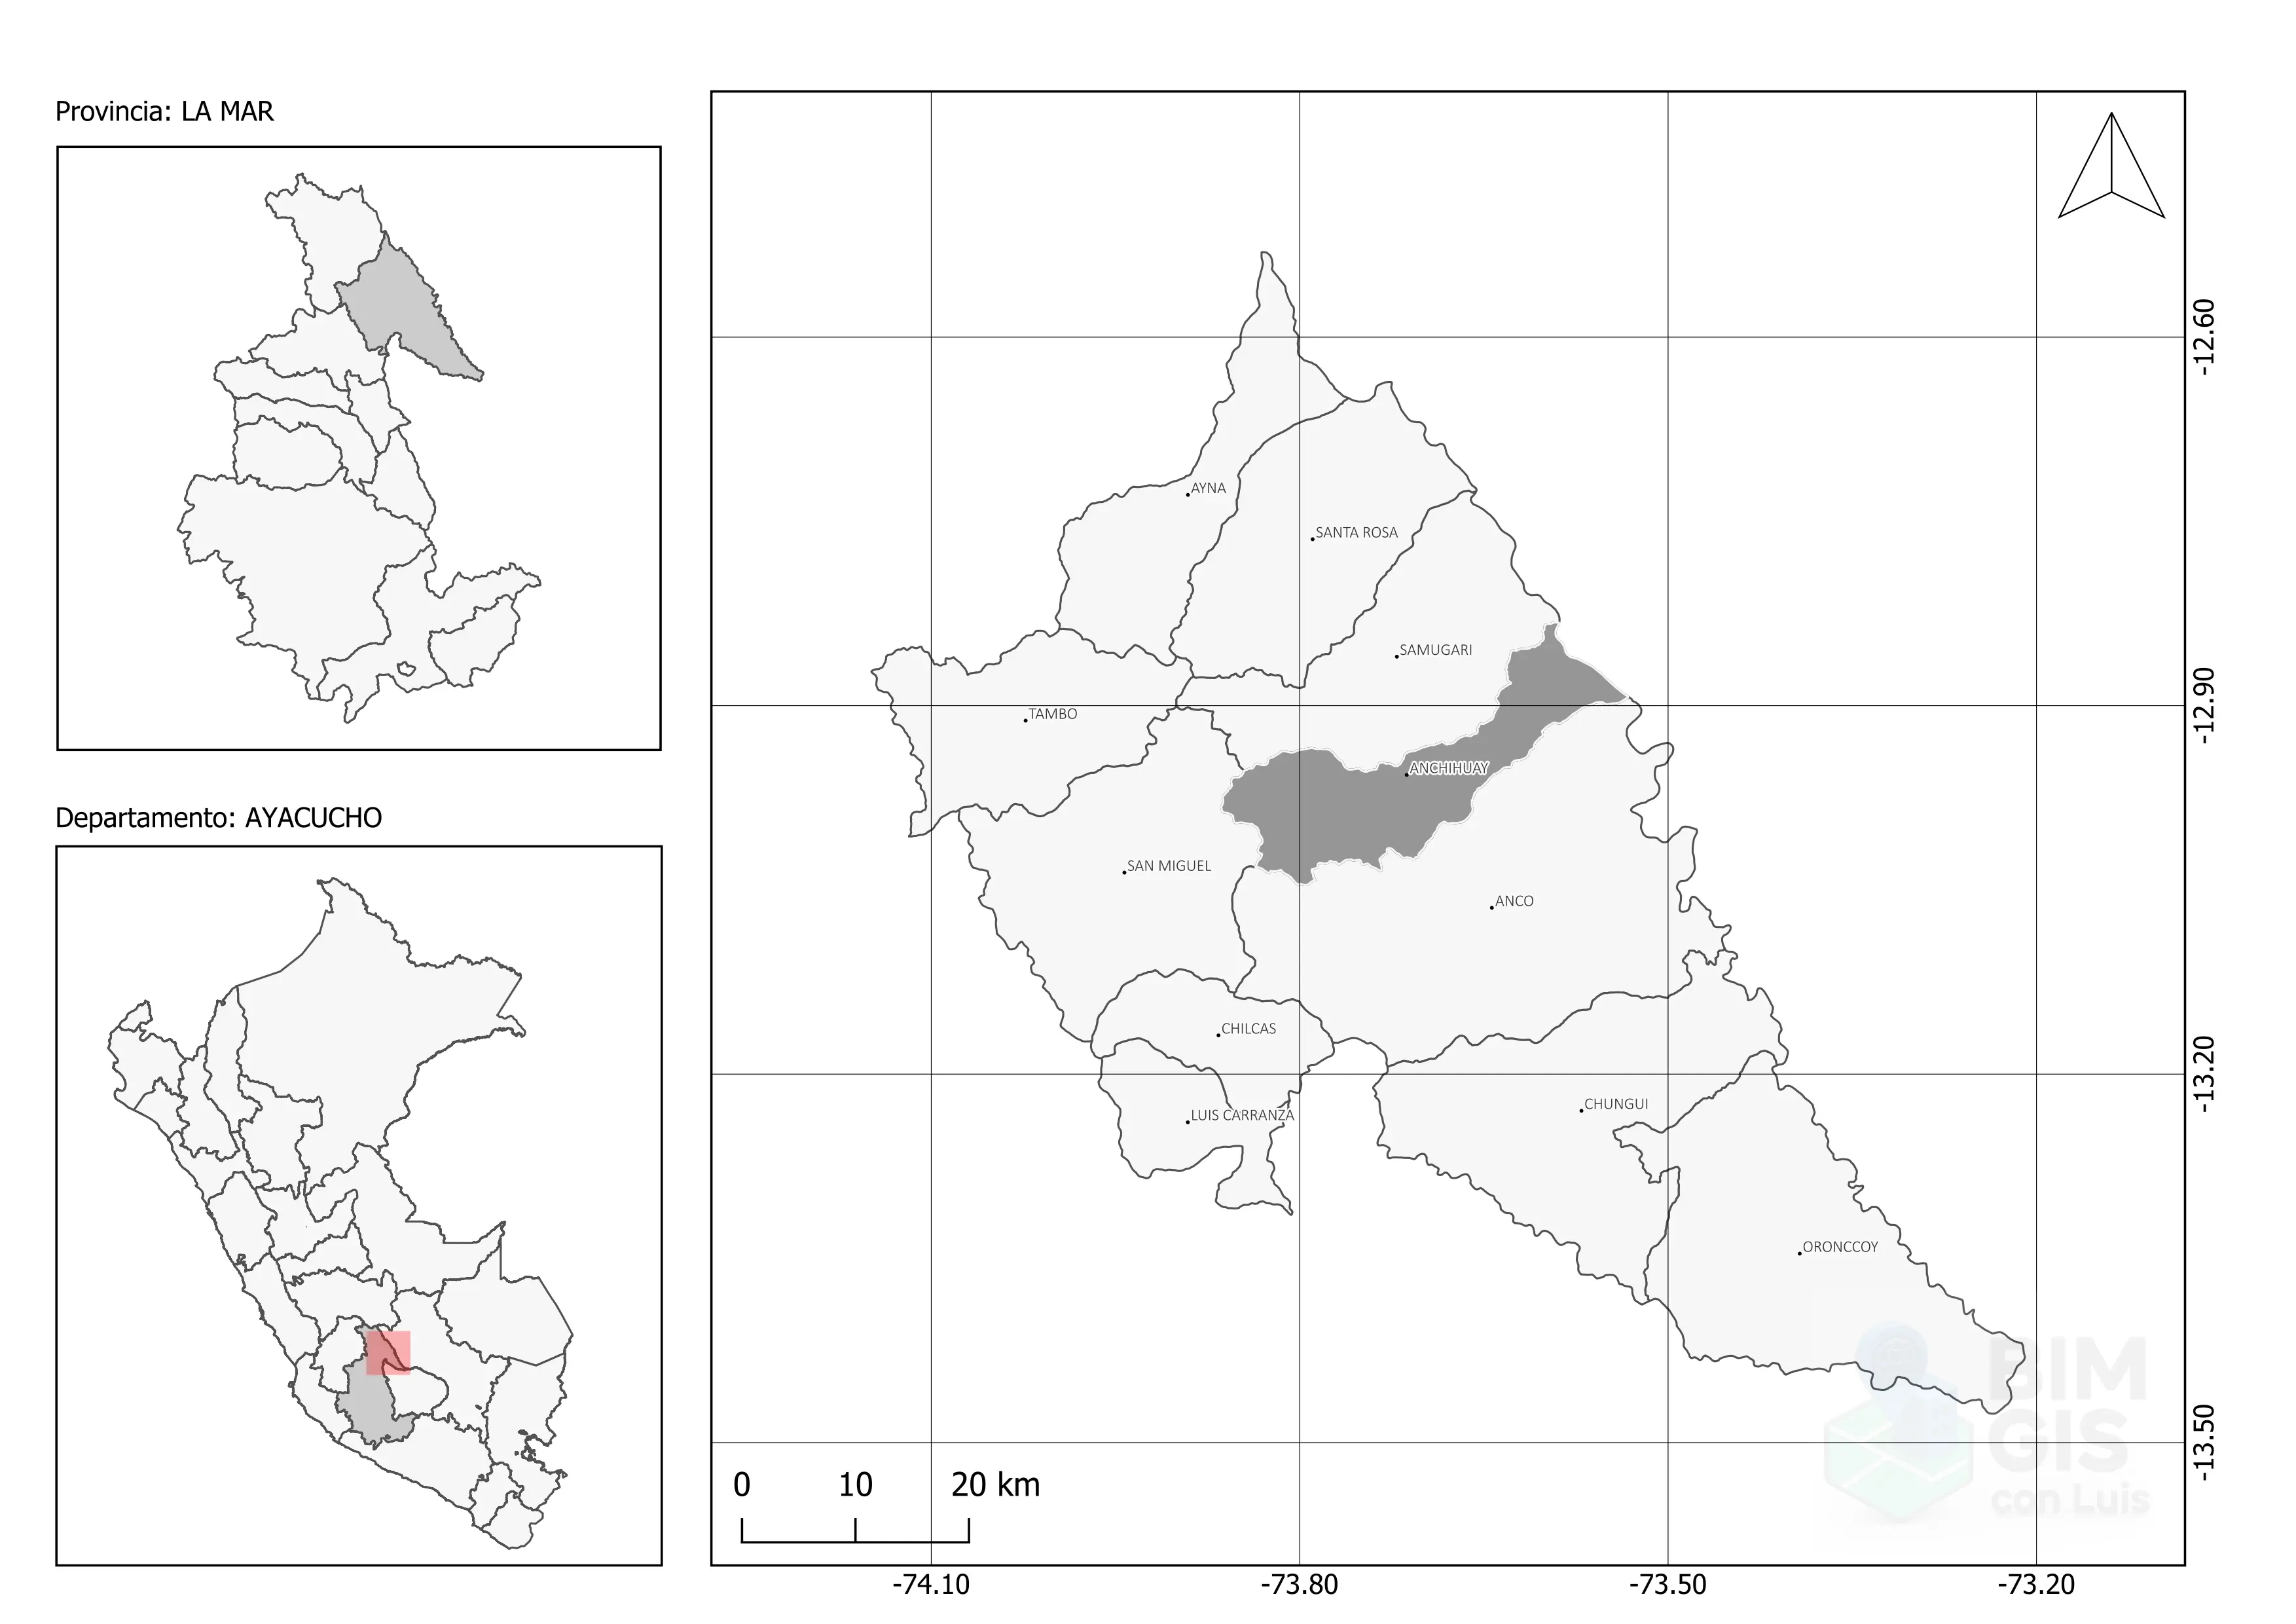 Provincia: LA MAR
Departamento: AYACUCHO
AYNA
SANTA ROSA
SAMUGARI
TAMBO
ANCHIHUAY
SAN MIGUEL
ANCO
CHILCAS
CHUNGUI
LUIS CARRANZA
ORONCCOY
-12.60
-12.90
-13.20
-13.50
0 10 20 km
-74.10 -73.80 -73.50 -73.20
BIM
GIS
con Luis